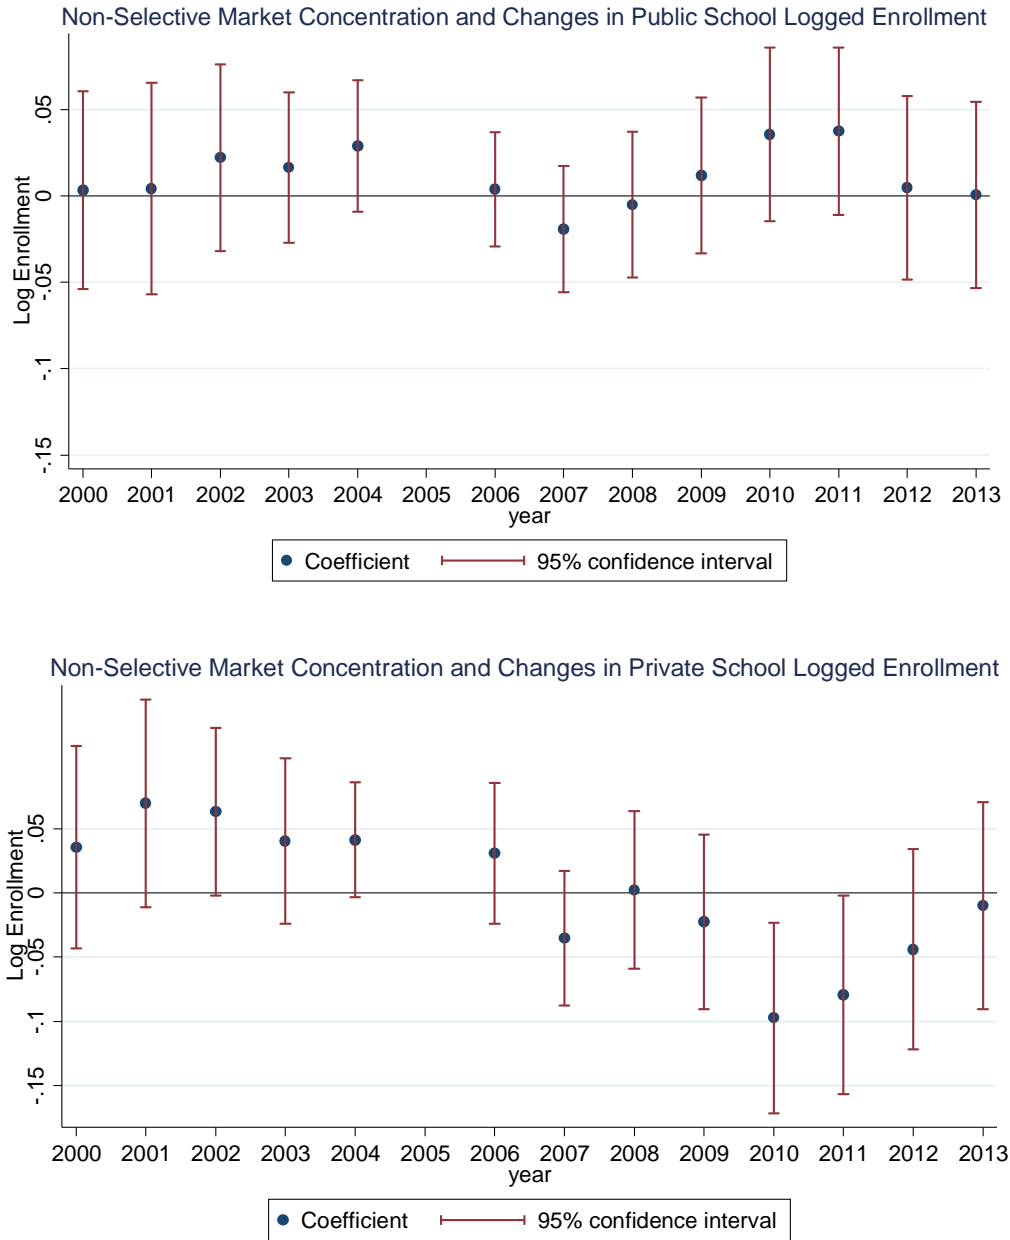 Non-Selective Market Concentration and Changes in Public School Logged Enrollment
Log Enrollment
.05
0
-.05
-.1
-.15
2000 2001 2002 2003 2004 2005 2006 2007 2008 2009 2010 2011 2012 2013
year
Coefficient 95% confidence interval
Non-Selective Market Concentration and Changes in Private School Logged Enrollment
Log Enrollment
.05
0
-.05
-.1
-.15
2000 2001 2002 2003 2004 2005 2006 2007 2008 2009 2010 2011 2012 2013
year
Coefficient 95% confidence interval